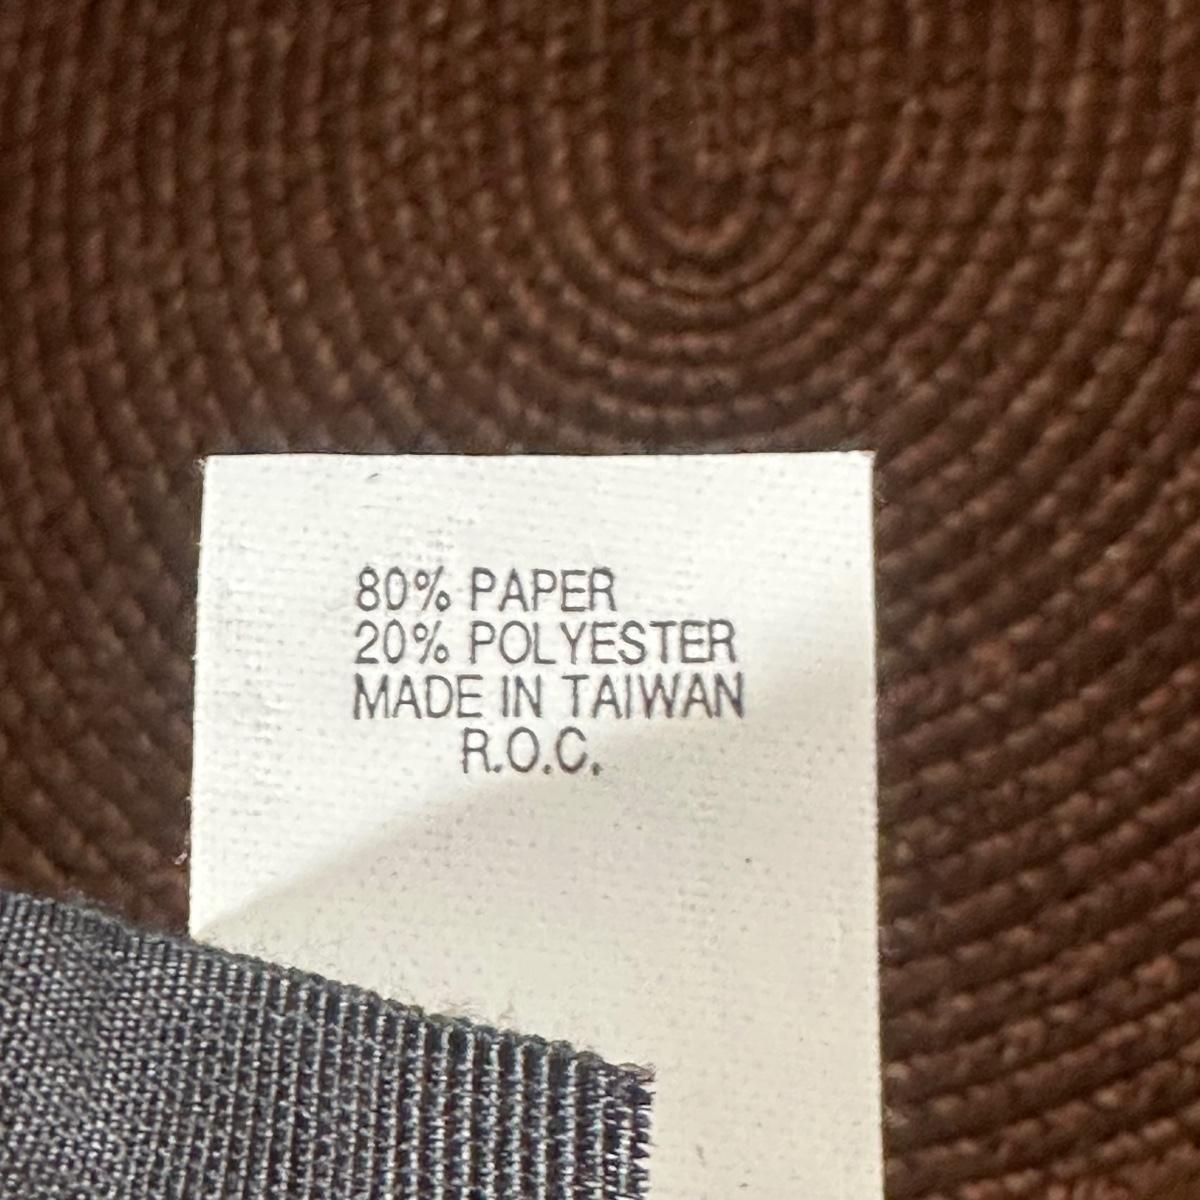 80% PAPER
20% POLYESTER
MADE IN TAIWAN
R.O.C.